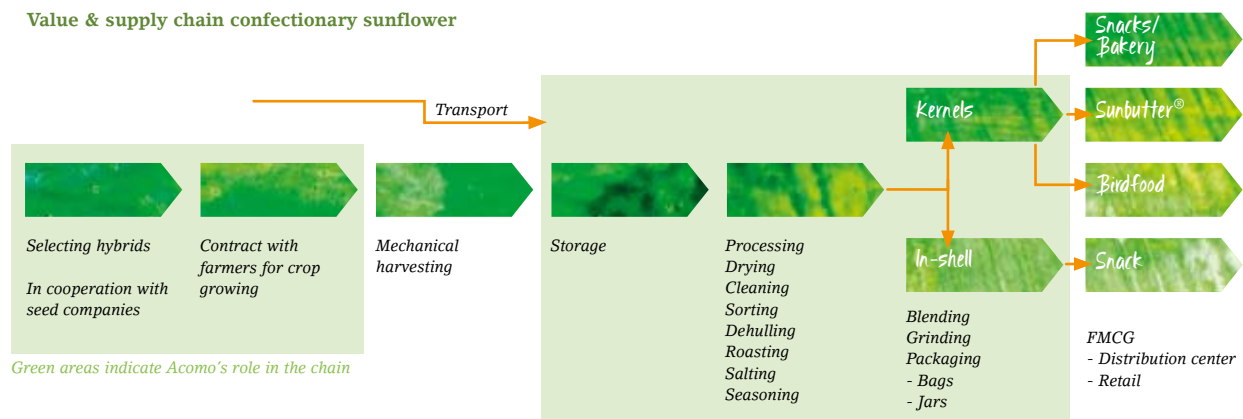 Value & supply chain confectionary sunflower
Transport
Selecting hybrids
In cooperation with
seed companies
Contract with
farmers for crop
growing
Mechanical
harvesting
Storage
Processing
Drying
Cleaning
Sorting
Dehulling
Roasting
Salting
Seasoning
Kernels
In-shell
Blending
Grinding
Packaging
- Bags
- Jars
Snacks/
Bakery
Sunbutter®
Birdfood
Snack
FMCG
- Distribution center
- Retail
Green areas indicate Acomo's role in the chain